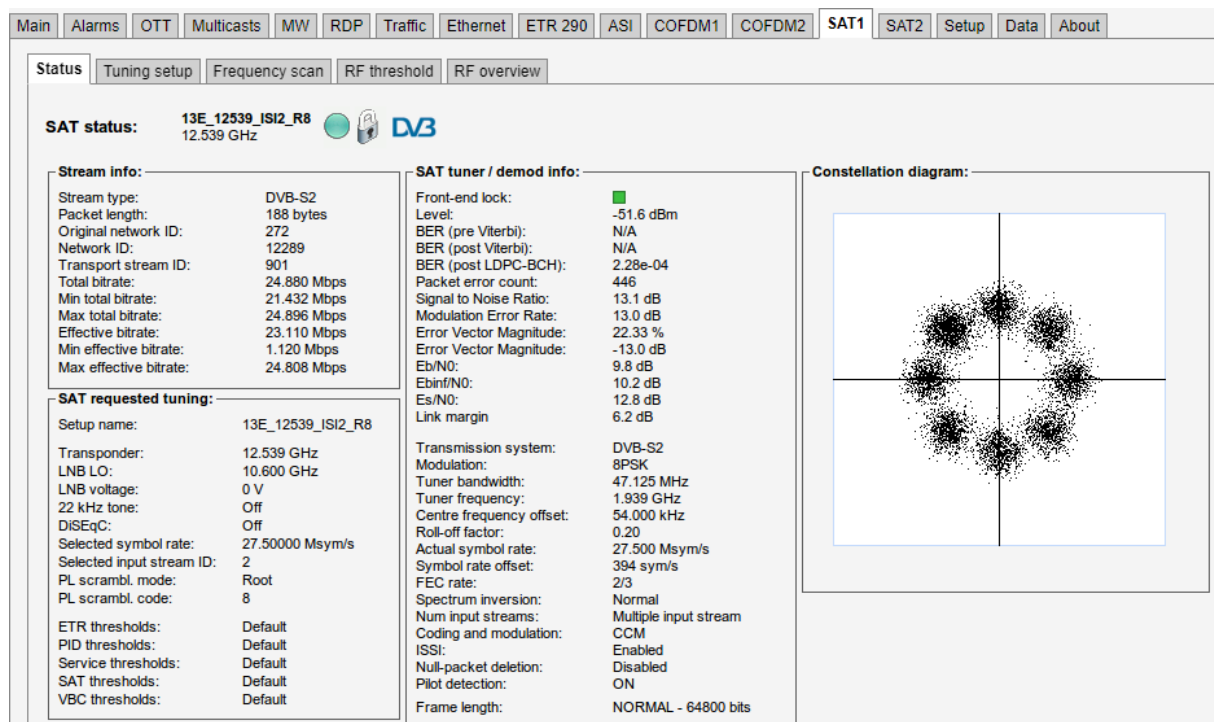 Main Alarms OTT Multicasts MW RDP Traffic Ethernet ETR 290 ASI COFDM1 COFDM2 SAT1 SAT2 Setup Data About
Status Tuning setup Frequency scan RF threshold RF overview
SAT status: 13E_12539_ISI2_R8
12.539 GHz
DVB
Stream info:
Stream type: DVB-S2
Packet length: 188 bytes
Original network ID: 272
Network ID: 12289
Transport stream ID: 901
Total bitrate: 24.880 Mbps
Min total bitrate: 21.432 Mbps
Max total bitrate: 24.896 Mbps
Effective bitrate: 23.110 Mbps
Min effective bitrate: 1.120 Mbps
Max effective bitrate: 24.808 Mbps
SAT requested tuning:
Setup name: 13E_12539_ISI2_R8
Transponder: 12.539 GHz
LNB LO: 10.600 GHz
LNB voltage: 0 V
22 kHz tone: Off
DiSEqC: Off
Selected symbol rate: 27.50000 Msym/s
Selected input stream ID: 2
PL scrambl. mode: Root
PL scrambl. code: 8
ETR thresholds: Default
PID thresholds: Default
Service thresholds: Default
SAT thresholds: Default
VBC thresholds: Default
SAT tuner / demod info:
Front-end lock:
Level: -51.6 dBm
BER (pre Viterbi): N/A
BER (post Viterbi): N/A
BER (post LDPC-BCH): 2.28e-04
Packet error count: 446
Signal to Noise Ratio: 13.1 dB
Modulation Error Rate: 13.0 dB
Error Vector Magnitude: 22.33 %
Error Vector Magnitude: -13.0 dB
Eb/N0: 9.8 dB
Ebinf/N0: 10.2 dB
Es/N0: 12.8 dB
Link margin 6.2 dB
Transmission system: DVB-S2
Modulation: 8PSK
Tuner bandwidth: 47.125 MHz
Tuner frequency: 1.939 GHz
Centre frequency offset: 54.000 kHz
Roll-off factor: 0.20
Actual symbol rate: 27.500 Msym/s
Symbol rate offset: 394 sym/s
FEC rate: 2/3
Spectrum inversion: Normal
Num input streams: Multiple input stream
Coding and modulation: CCM
ISSI: Enabled
Null-packet deletion: Disabled
Pilot detection: ON
Frame length: NORMAL - 64800 bits
Constellation diagram: